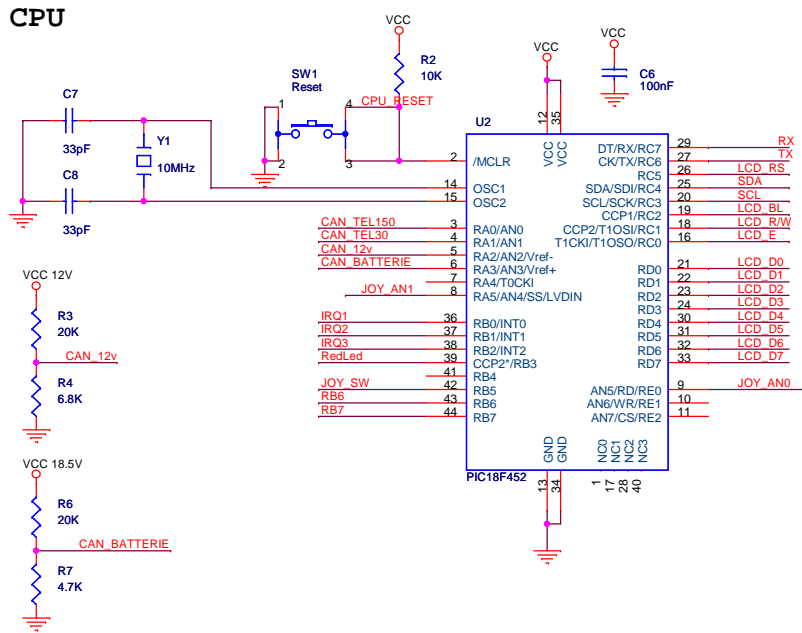 CPU
VCC
R2
10K
VCC
VCC
C6
100nF
SW1
Reset
1
4
CPU_RESET
2
3
C7
33pF
Y1
10MHz
C8
33pF
U2
12
35
VCC
VCC
2 /MCLR
14 OSC1
15 OSC2
CAN_TEL150 3 RA0/AN0
CAN_TEL30 4 RA1/AN1
CAN_12v 5 RA2/AN2/Vref-
CAN_BATTERIE 6 RA3/AN3/Vref+
7 RA4/T0CKI
JOY_AN1 8 RA5/AN4/SS/LVDIN
IRQ1 36 RB0/INT0
IRQ2 37 RB1/INT1
IRQ3 38 RB2/INT2
RedLed 39 CCP2*/RB3
41 RB4
JOY_SW 42 RB5
RB6 43 RB6
RB7 44 RB7
DT/RX/RC7 29 RX
CK/TX/RC6 27 TX
RC5 26 LCD_RS
SDA/SDI/RC4 25 SDA
SCL/SCK/RC3 20 SCL
CCP1/RC2 19 LCD_BL
CCP2/T1OSI/RC1 18 LCD_R/W
T1CKI/T1OSO/RC0 16 LCD_E
RD0 21 LCD_D0
RD1 22 LCD_D1
RD2 23 LCD_D2
RD3 24 LCD_D3
RD4 30 LCD_D4
RD5 31 LCD_D5
RD6 32 LCD_D6
RD7 33 LCD_D7
AN5/RD/RE0 9 JOY_AN0
AN6/WR/RE1 10
AN7/CS/RE2 11
GND
GND
NC0
NC1
NC2
NC3
PIC18F452
13
34
1
17
28
40
VCC 12V
R3
20K
CAN_12v
R4
6.8K
VCC 18.5V
R6
20K
CAN_BATTERIE
R7
4.7K